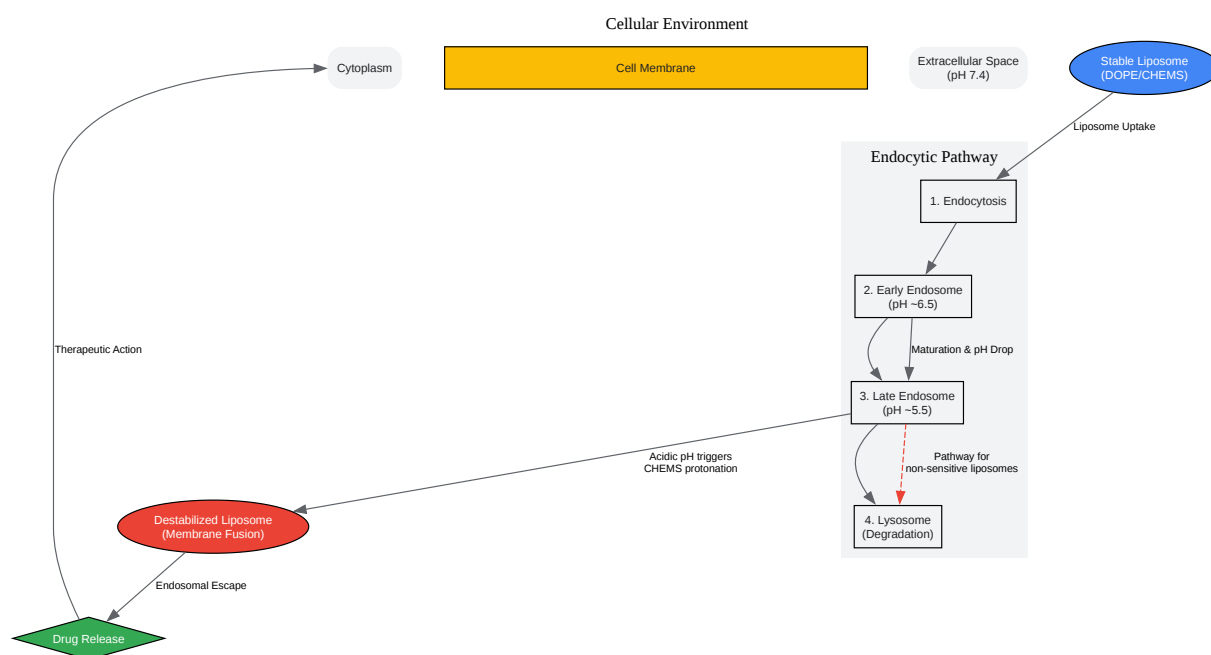 Cellular Environment
Cytoplasm
Cell Membrane
Extracellular Space
(pH 7.4)
Stable Liposome
(DOPE/CHEMS)
Liposome Uptake
Endocytic Pathway
1. Endocytosis
2. Early Endosome
(pH ~6.5)
Therapeutic Action
Maturation & pH Drop
3. Late Endosome
(pH ~5.5)
Acidic pH triggers
CHEMS protonation
Pathway for
non-sensitive liposomes
Destabilized Liposome
(Membrane Fusion)
4. Lysosome
(Degradation)
Endosomal Escape
Drug Release